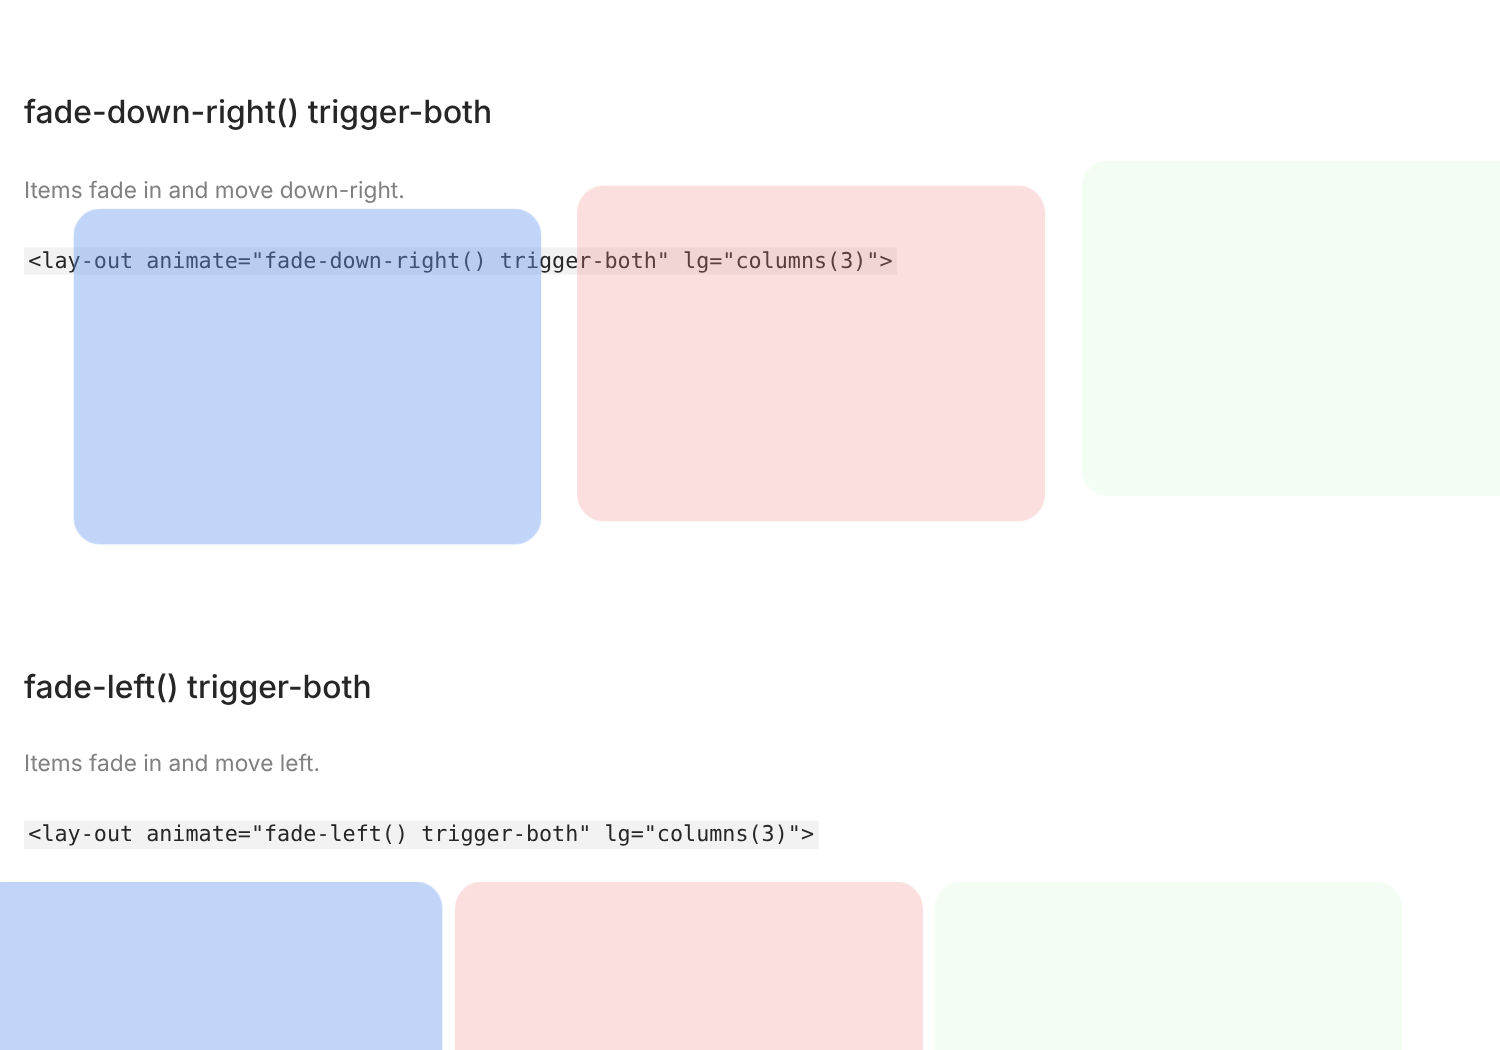 fade-down-right() trigger-both
Items fade in and move down-right.
<lay-out animate="fade-down-right() trigger-both" lg="columns(3)">
fade-left() trigger-both
Items fade in and move left.
<lay-out animate="fade-left() trigger-both" lg="columns(3)">